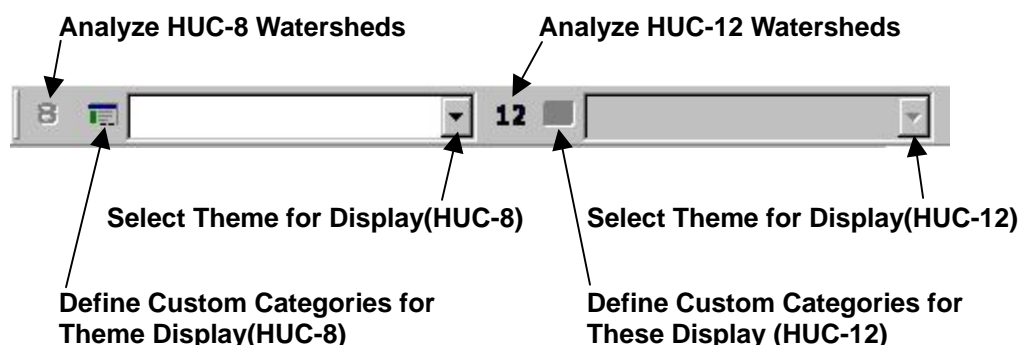 Analyze HUC-8 Watersheds
Analyze HUC-12 Watersheds
8
12
Select Theme for Display(HUC-8)
Select Theme for Display(HUC-12)
Define Custom Categories for
Theme Display(HUC-8)
Define Custom Categories for
These Display (HUC-12)